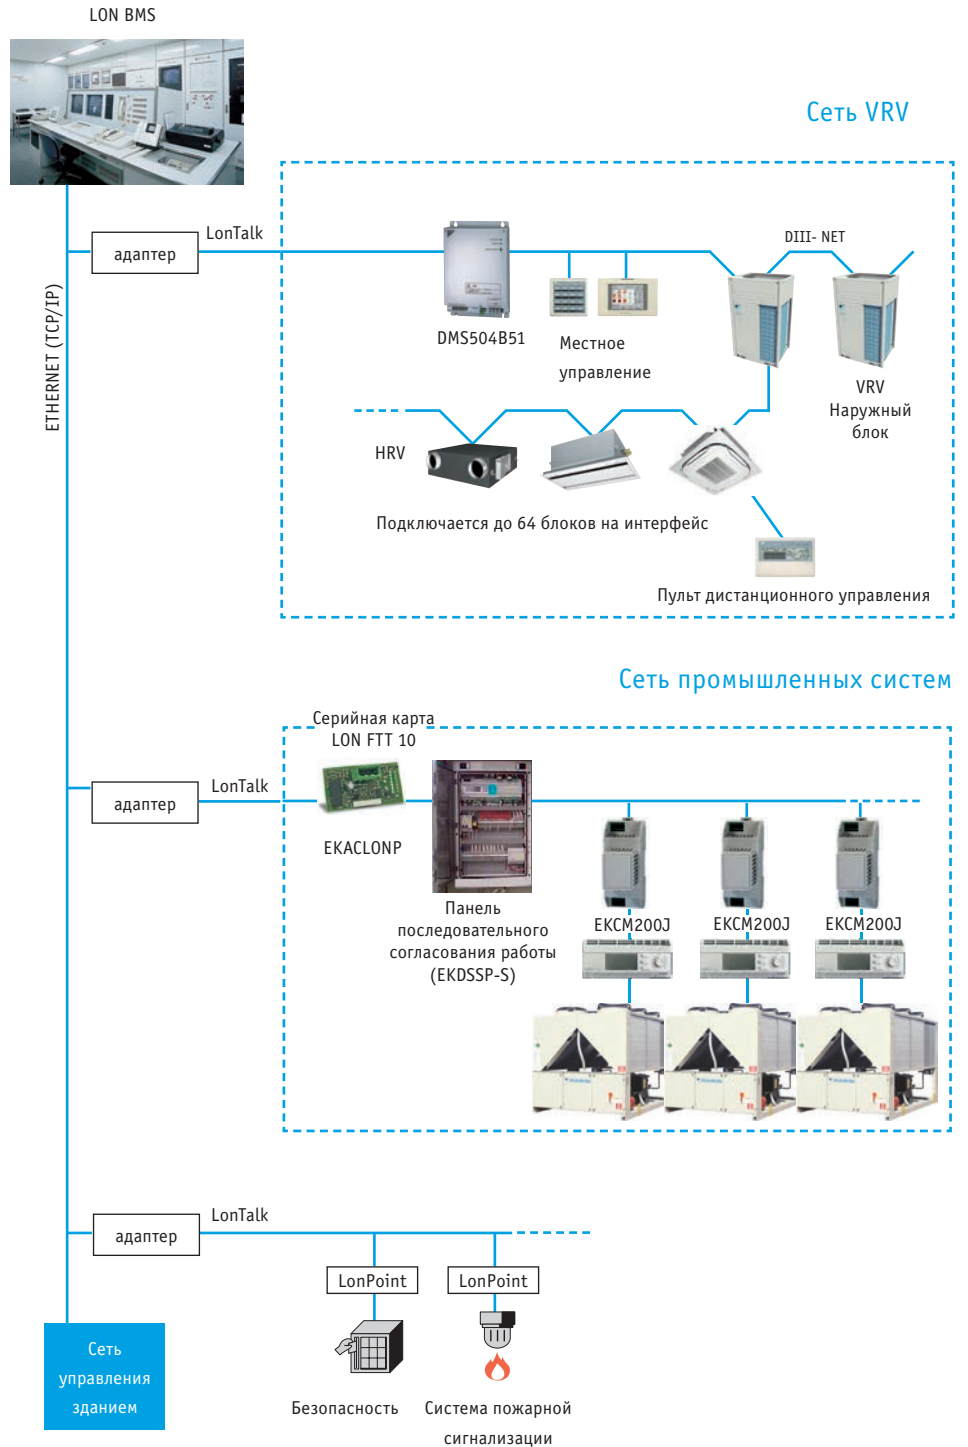 LON BMS
Сеть VRV
адаптер
LonTalk
DIII- NET
ETHERNET (TCP/IP)
DMS504B51
Местное
управление
VRV
Наружный
блок
HRV
Подключается до 64 блоков на интерфейс
Пульт дистанционного управления
Сеть промышленных систем
Серийная карта
LON FTT 10
адаптер
LonTalk
EKACLONP
Панель
последовательного
согласования работы
(EKDSSP-S)
EKCM200J
EKCM200J
EKCM200J
адаптер
LonTalk
LonPoint
LonPoint
Сеть
управления
зданием
Безопасность
Система пожарной
сигнализации